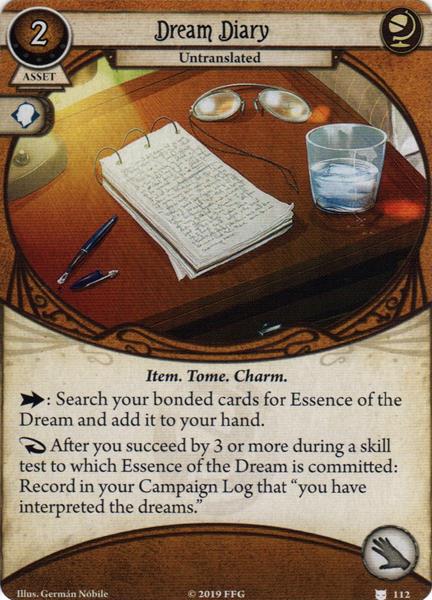 2
Dream Diary
ASSET
Untranslated
Item. Tome. Charm.
: Search your bonded cards for Essence of the
Dream and add it to your hand.
After you succeed by 3 or more during a skill
test to which Essence of the Dream is committed:
Record in your Campaign Log that “you have
interpreted the dreams.”
Illus. Germán Nóbile
© 2019 FFG
112